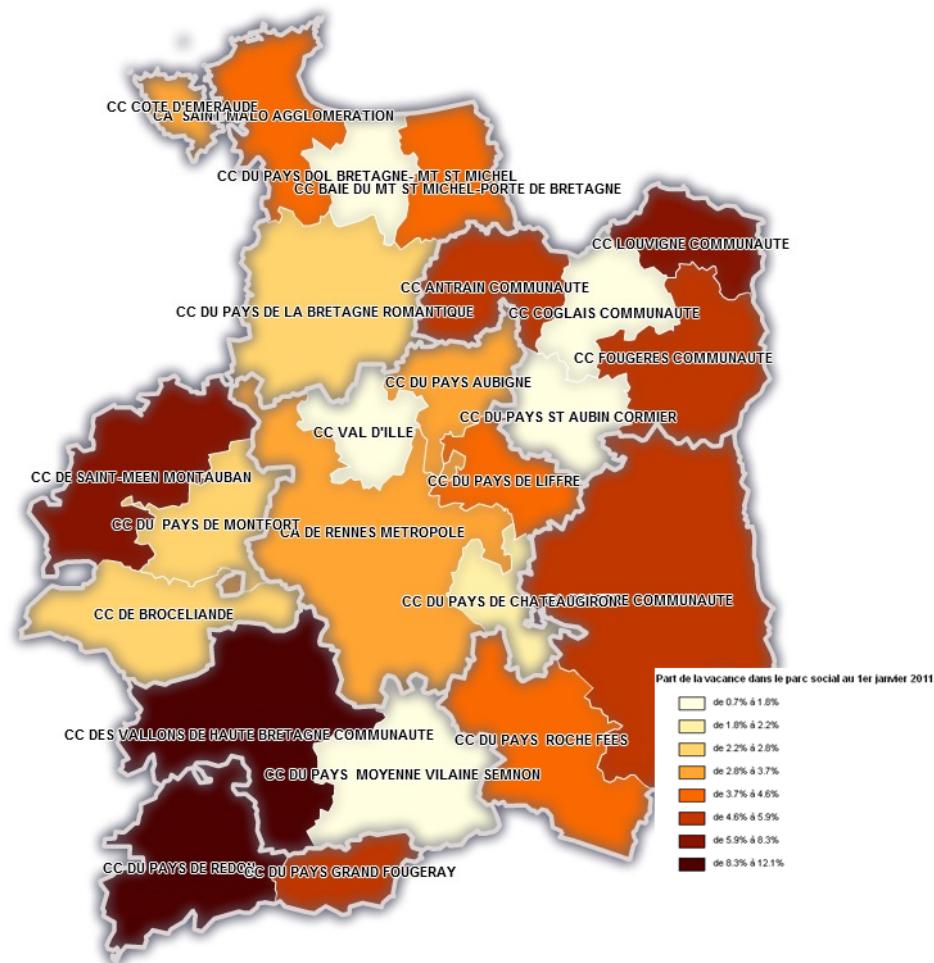 CC COTE D'EMERAUDE
CA SAINT MALO AGGLOMERATION
CC DU PAYS DOL BRETAGNE- MT ST MICHEL
CC BAIE DU MT ST MICHEL-PORTE DE BRETAGNE
CC LOUVIGNE COMMUNAUTE
CC ANTRAIN COMMUNAUTE
CC DU PAYS DE LA BRETAGNE ROMANTIQUE
CC COGLAIS COMMUNAUTE
CC FOUGERES COMMUNAUTE
CC DU PAYS AUBIGNE
CC DU PAYS ST AUBIN CORMIER
CC VAL D'ILLE
CC DE SAINT-MEEN MONTAUBAN
CC DU PAYS DE LIFFRE
CC DU PAYS DE MONTFORT
CA DE RENNES METROPOLE
CC DU PAYS DE CHATEAUGIRON
COMMUNAUTE
CC DE BROCELIANDE
Part de la vacance dans le parc social au 1er janvier 2011
de 0.7% à 1.8%
de 1.8% à 2.2%
de 2.2% à 2.8%
de 2.8% à 3.7%
de 3.7% à 4.6%
de 4.6% à 5.9%
de 5.9% à 8.3%
de 8.3% à 12.1%
CC DES VALLONS DE HAUTE BRETAGNE COMMUNAUTE
CC DU PAYS ROCHE FEES
CC DU PAYS MOYENNE VILAINE SEMNON
CC DU PAYS DE REDON
CC DU PAYS GRAND FOUGERAY